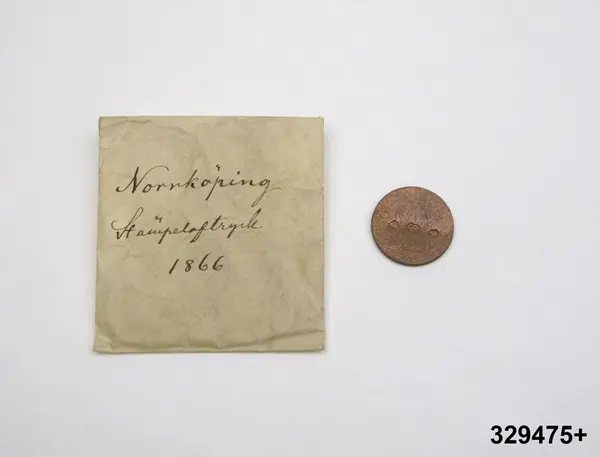 Norrköping
Stämpelaftryck
1866
329475+